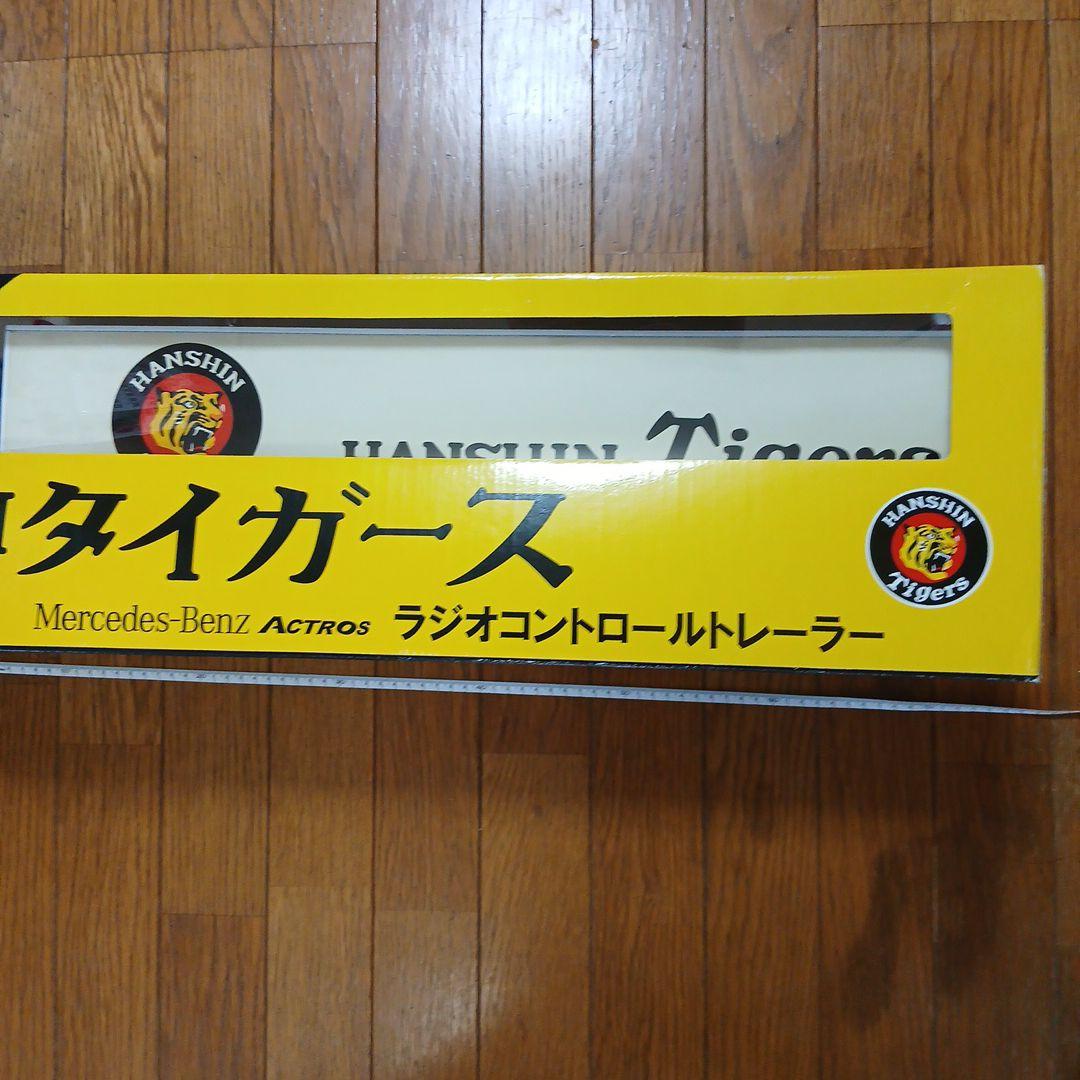 HANSHIN
HANSHIN Tigers
タイガース
HANSHIN
Tigers
Mercedes-Benz ACTROS ラジオコントロールトレーラー